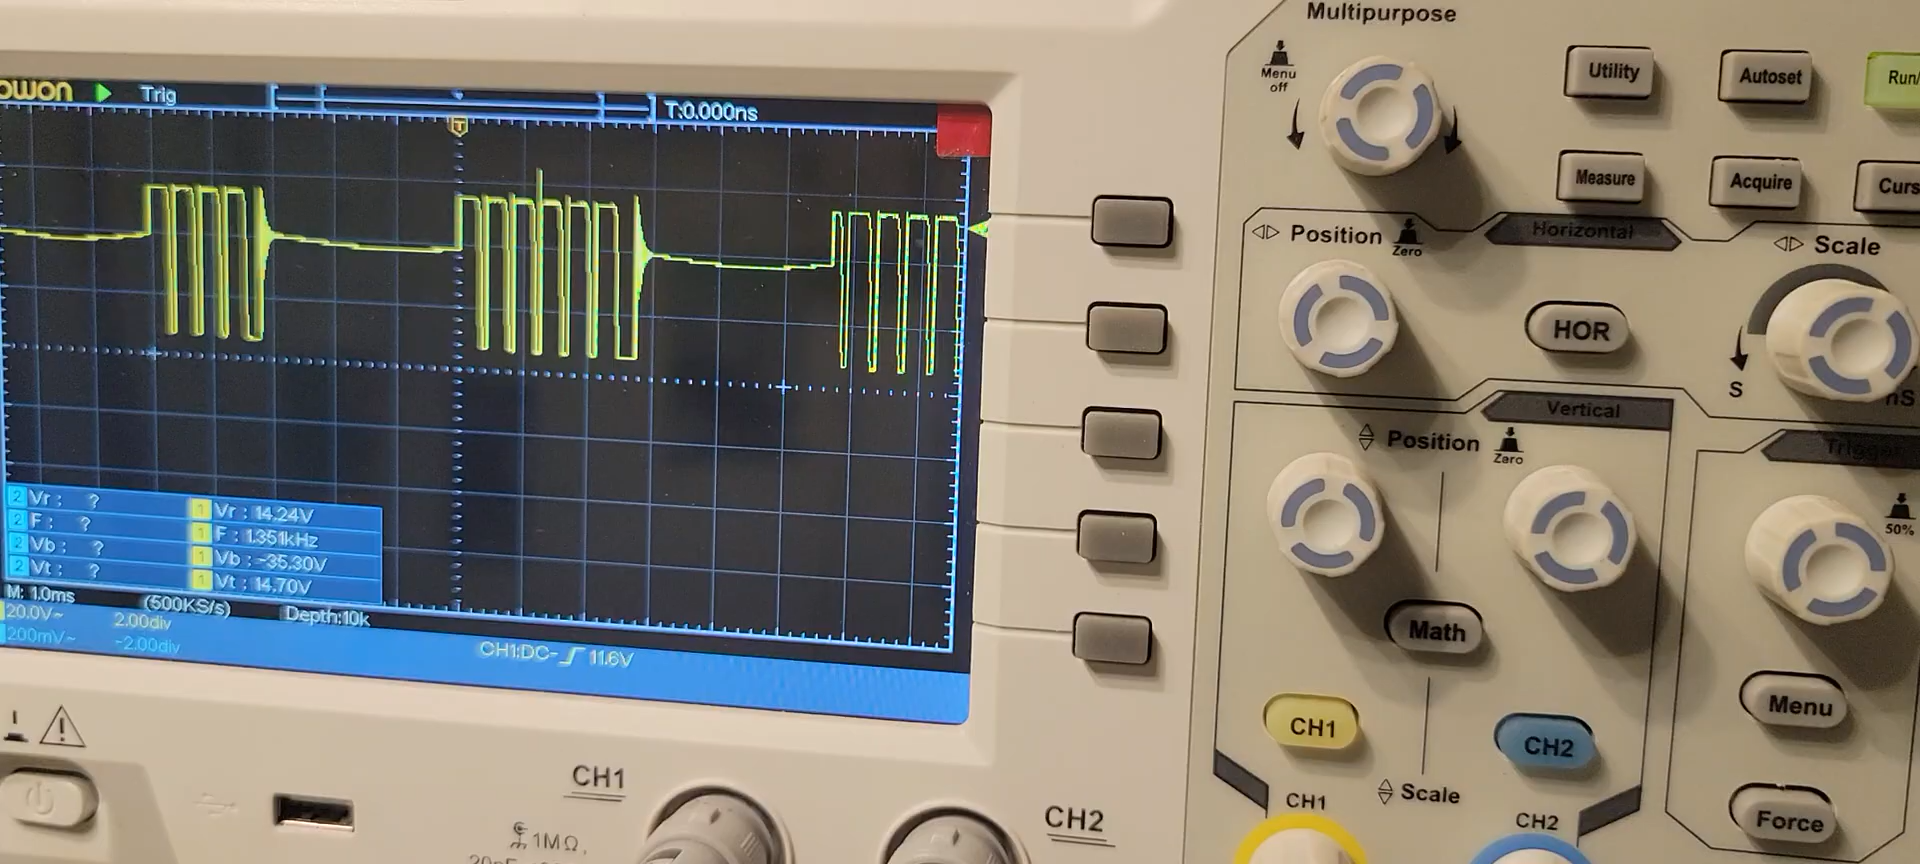 owon Trig T:0.000ns
T
2 Vr : ? 1 Vr : 14.24V
2 F : ? 1 F : 1.351kHz
2 Vb : ? 1 Vb : -35.30V
2 Vt : ? 1 Vt : 14.70V
M: 1.0ms (500KS/s) Depth:10k
20.0V~ 2.00div
200mV~ -2.00div
CH1:DC- 11.6V
Multipurpose
Menu
off
Utility
Autoset
Run/
Measure
Acquire
Curs
Position
Zero
Horizontal
Scale
HOR
S
nS
Vertical
Position
Zero
Trigger
50%
Math
Menu
CH1
CH2
Scale
Force
CH1
CH2
CH1
1MΩ,
CH2